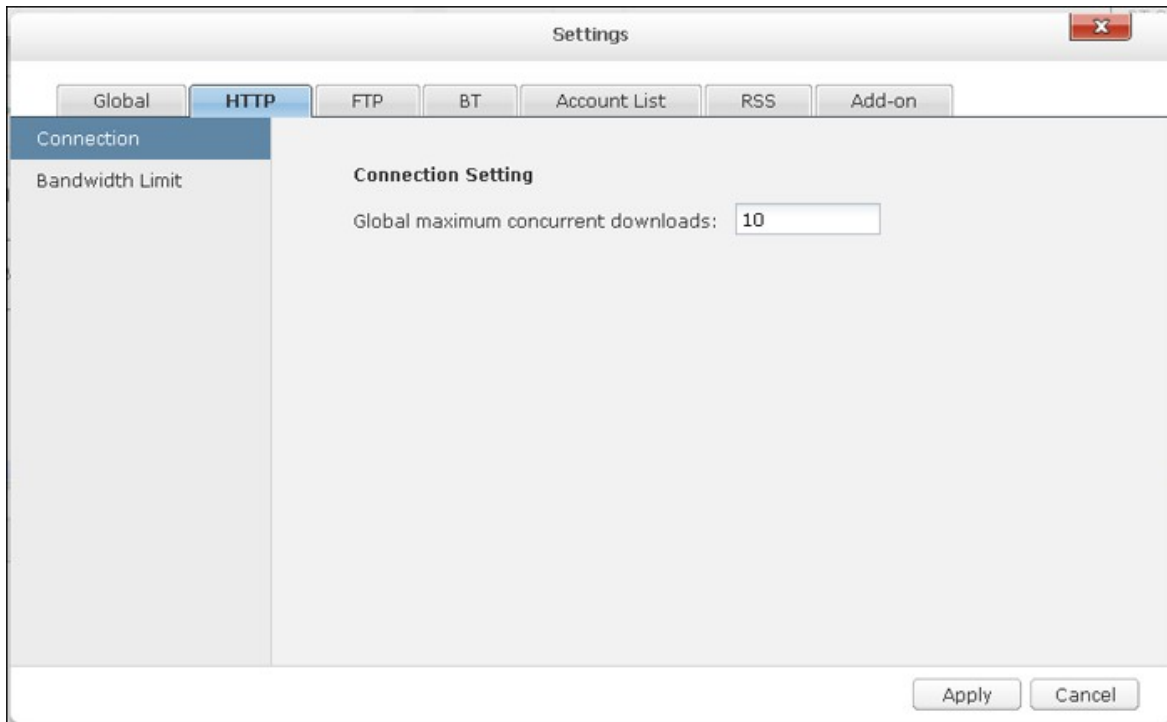 Settings
Global HTTP FTP BT Account List RSS Add-on
Connection
Bandwidth Limit
Connection Setting
Global maximum concurrent downloads: 10
Apply Cancel